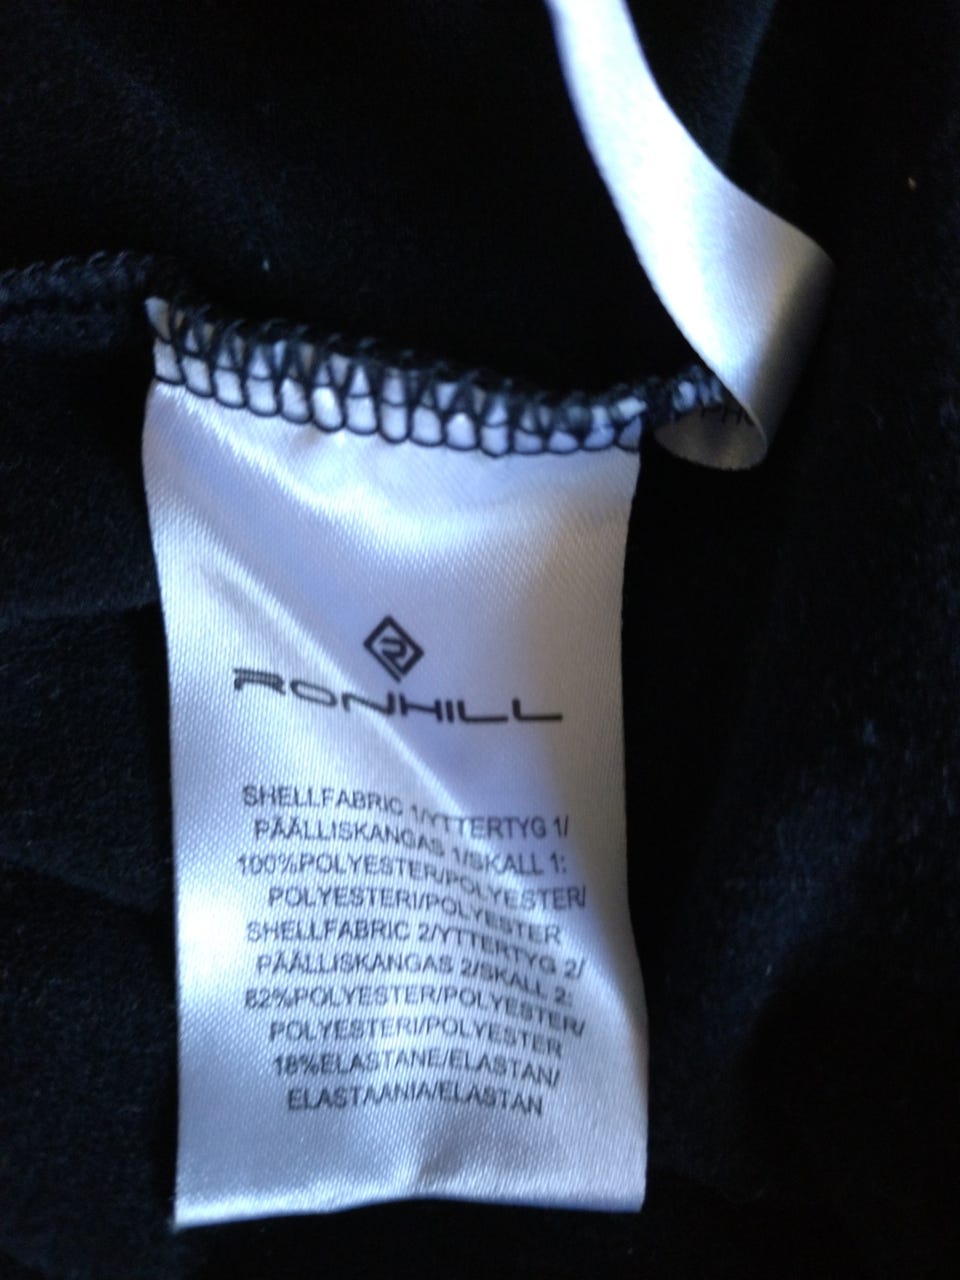 RONHILL
SHELLFABRIC 1/YTTERTYG 1/
PÄÄLLISKANGAS 1/SKALL 1:
100%POLYESTER/POLYESTER/
POLYESTERI/POLYESTER
SHELLFABRIC 2/YTTERTYG 2/
PÄÄLLISKANGAS 2/SKALL 2:
82%POLYESTER/POLYESTER/
POLYESTERI/POLYESTER
18%ELASTANE/ELASTAN/
ELASTAANIA/ELASTAN